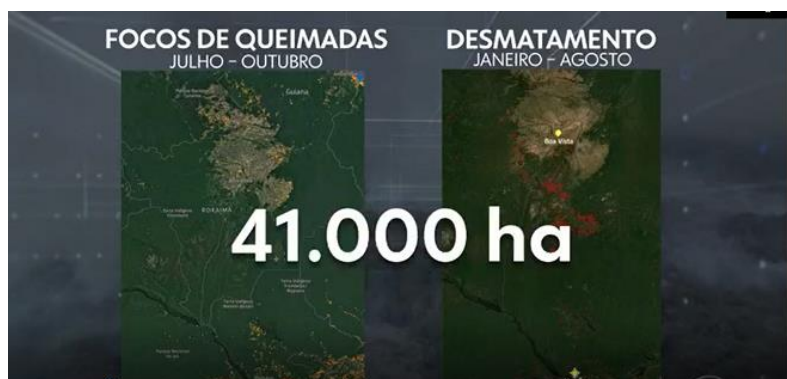 FOCOS DE QUEIMADAS
JULHO – OUTUBRO
DESMATAMENTO
JANEIRO – AGOSTO
Guiana
Boa Vista
RORAIMA
41.000 ha